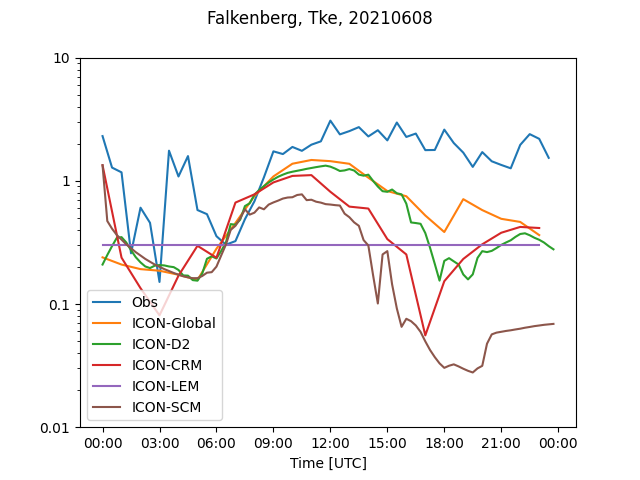 Falkenberg, Tke, 20210608
10
1
0.1
0.01
Obs
ICON-Global
ICON-D2
ICON-CRM
ICON-LEM
ICON-SCM
00:00 03:00 06:00 09:00 12:00 15:00 18:00 21:00 00:00
Time [UTC]